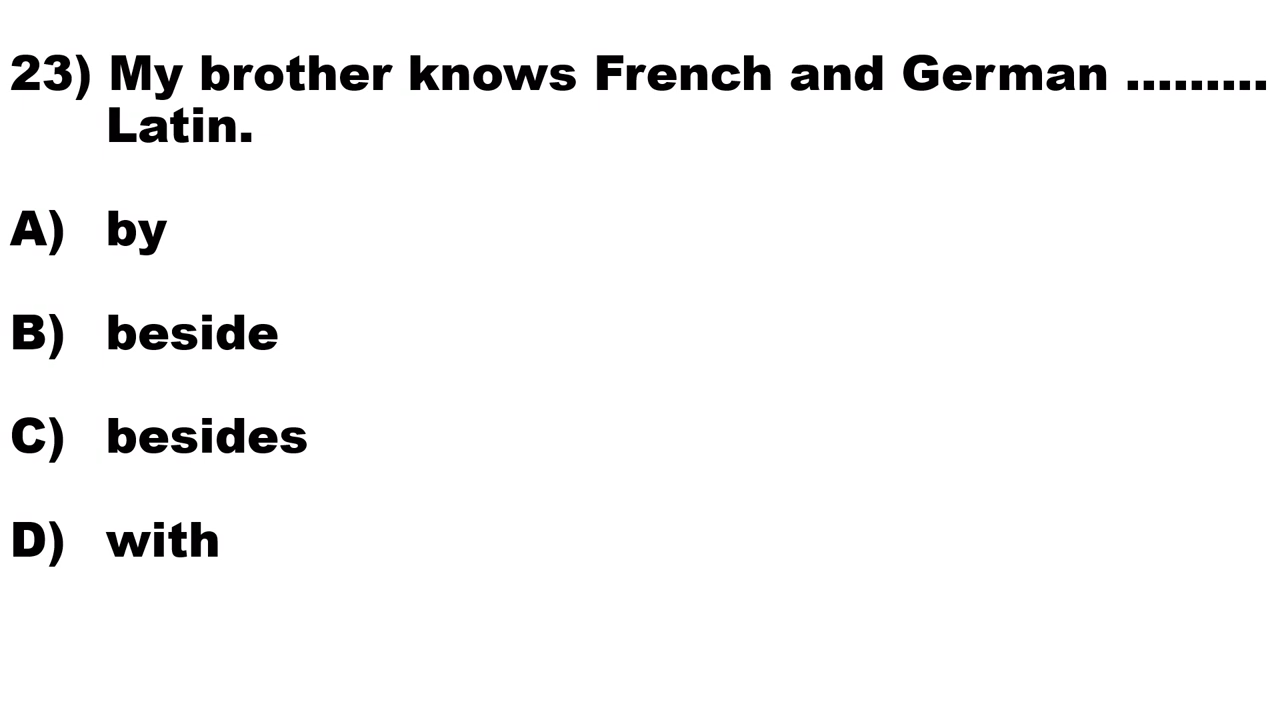 23) My brother knows French and German .........
Latin.
A) by
B) beside
C) besides
D) with